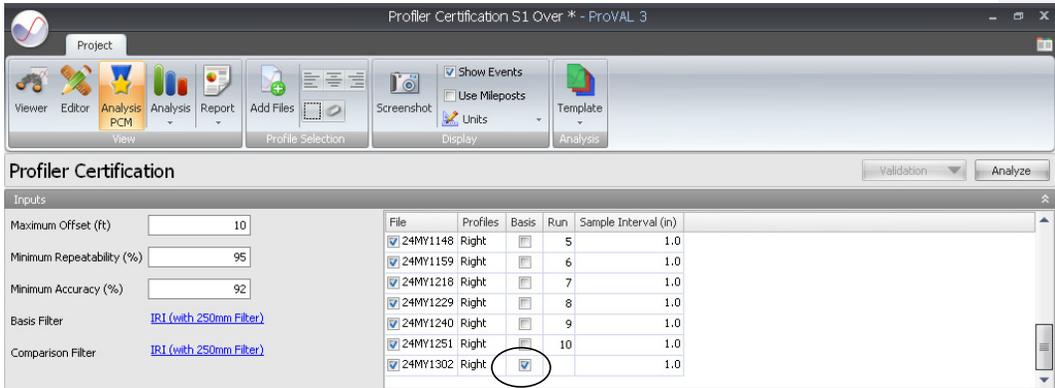 Profiler Certification S1 Over * - ProVAL 3
Project
Viewer Editor Analysis PCM Analysis Report Add Files Screenshot Show Events Use Mileposts Units Template
View Profile Selection Display Analysis
Profiler Certification Validation Analyze
Inputs
Maximum Offset (ft) 10
Minimum Repeatability (%) 95
Minimum Accuracy (%) 92
Basis Filter IRI (with 250mm Filter)
Comparison Filter IRI (with 250mm Filter)
File Profiles Basis Run Sample Interval (in)
24MY1148 Right 5 1.0
24MY1159 Right 6 1.0
24MY1218 Right 7 1.0
24MY1229 Right 8 1.0
24MY1240 Right 9 1.0
24MY1251 Right 10 1.0
24MY1302 Right 1.0